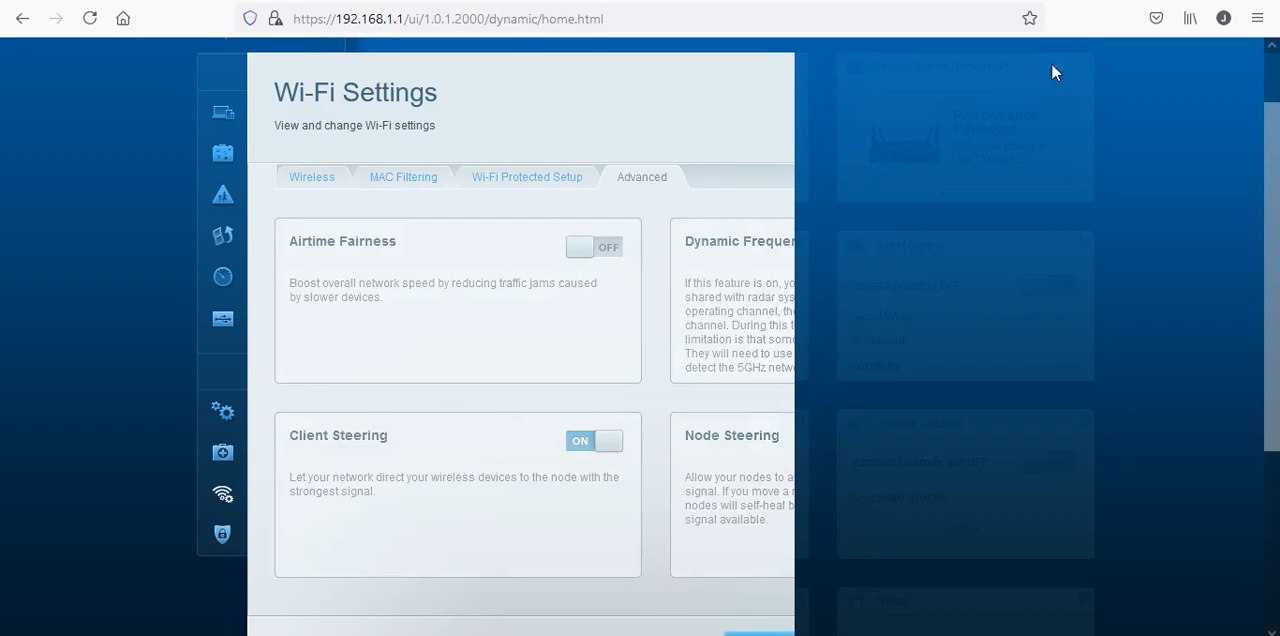 https://192.168.1.1/ui/1.0.1.2000/dynamic/home.html
J
Wi-Fi Settings
View and change Wi-Fi settings
Wireless
MAC Filtering
Wi-Fi Protected Setup
Advanced
Airtime Fairness
OFF
Boost overall network speed by reducing traffic jams caused
by slower devices.
Dynamic Frequen
If this feature is on, yo
shared with radar sys
operating channel, the
channel. During this t
limitation is that some
They will need to use
detect the 5GHz netw
Client Steering
ON
Let your network direct your wireless devices to the node with the
strongest signal.
Node Steering
Allow your nodes to a
signal. If you move a n
nodes will self-heal b
signal available.
Guest Access
Password: